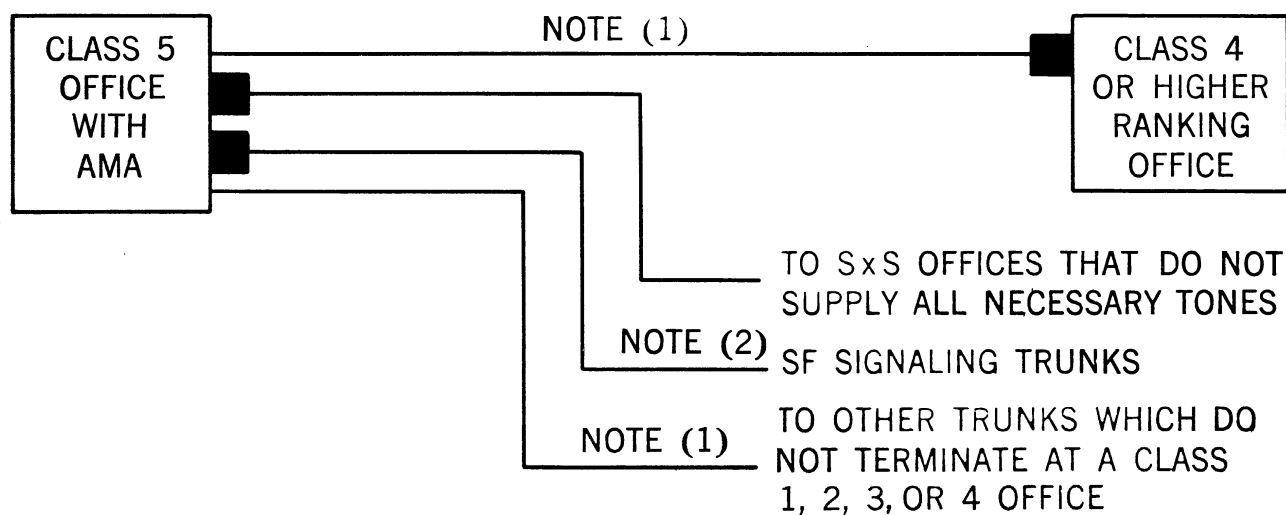 CLASS 5
OFFICE
WITH
AMA
NOTE (1)
CLASS 4
OR HIGHER
RANKING
OFFICE
TO SxS OFFICES THAT DO NOT
SUPPLY ALL NECESSARY TONES
NOTE (2)
SF SIGNALING TRUNKS
NOTE (1)
TO OTHER TRUNKS WHICH DO
NOT TERMINATE AT A CLASS
1, 2, 3, OR 4 OFFICE